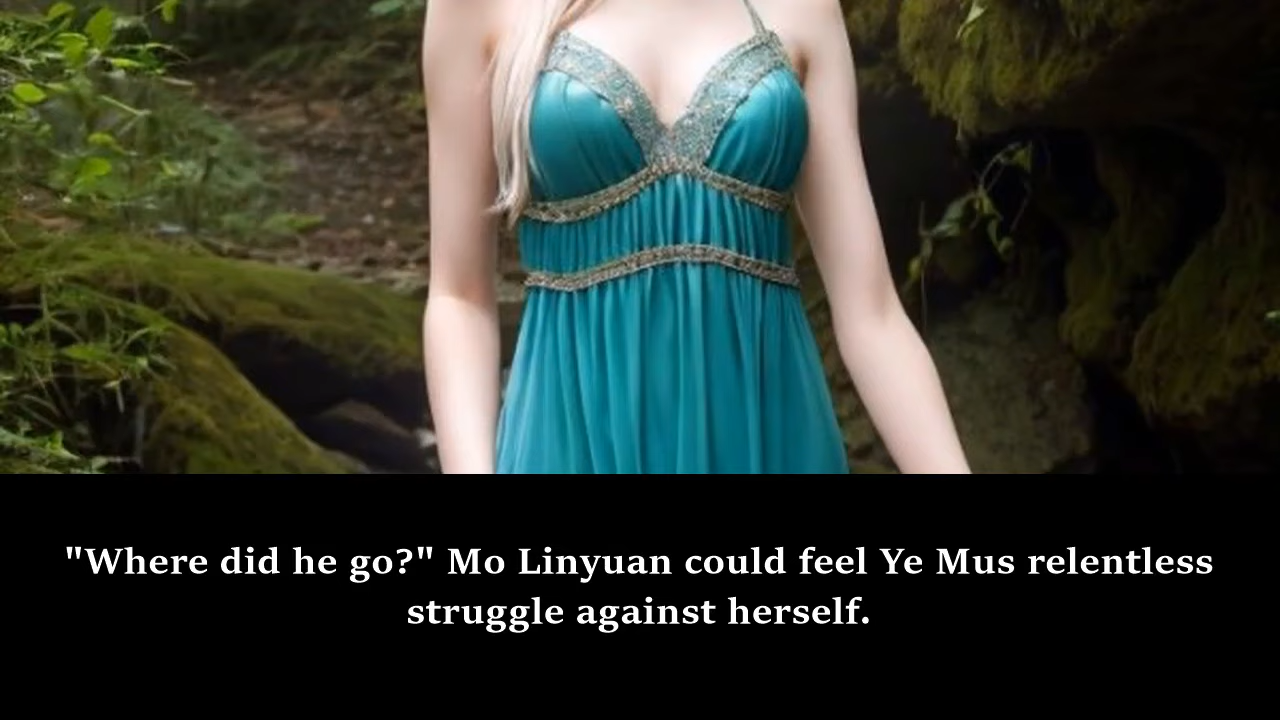 "Where did he go?" Mo Linyuan could feel Ye Mus relentless
struggle against herself.